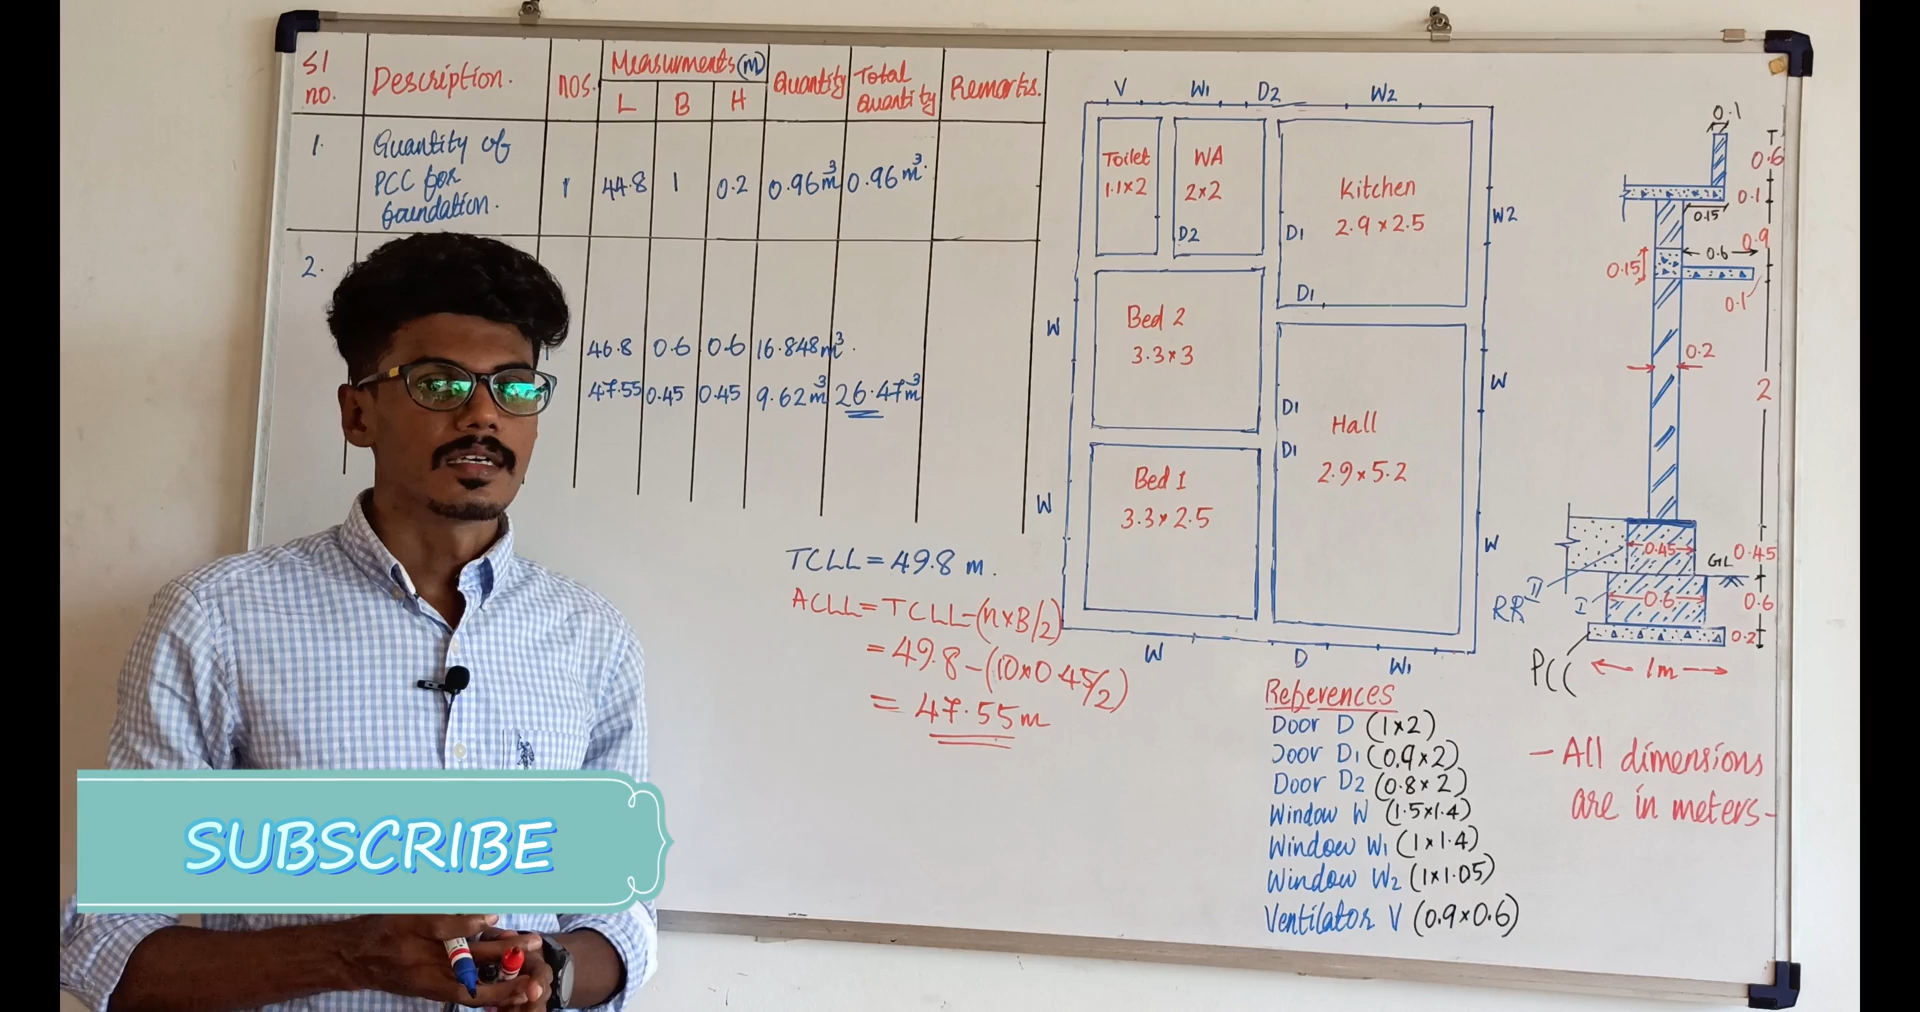 Sl no.
Description.
nos.
Measurments (m)
L B H
Quantity
Total Quantity
Remarks.
1.
Quantity of
PCC for
foundation.
1 44.8 1 0.2 0.96m³ 0.96m³.
2.
46.8 0.6 0.6 16.848m³.
47.55 0.45 0.45 9.62m³ 26.47m³
TCLL = 49.8 m.
ACLL = TCLL - (n×B/2)
= 49.8 - (10×0.45/2)
= 47.55m
V W1 D2 W2
Toilet
1.1×2
WA
2×2
D2
Kitchen
2.9 × 2.5
D1
D1
W2
Bed 2
3.3×3
W
Hall
2.9×5.2
D1
D1
W
Bed 1
3.3×2.5
W
W
W D W1
References
Door D (1×2)
Door D1 (0.9×2)
Door D2 (0.8×2)
Window W (1.5×1.4)
Window W1 (1×1.4)
Window W2 (1×1.05)
Ventilator V (0.9×0.6)
0.1
0.6
0.1
0.15
0.9
0.6
0.15
0.1
0.2
2
0.45
GL
0.45
RR
II
I
0.6
0.6
0.2
PCC
1m
- All dimensions
are in meters-
SUBSCRIBE